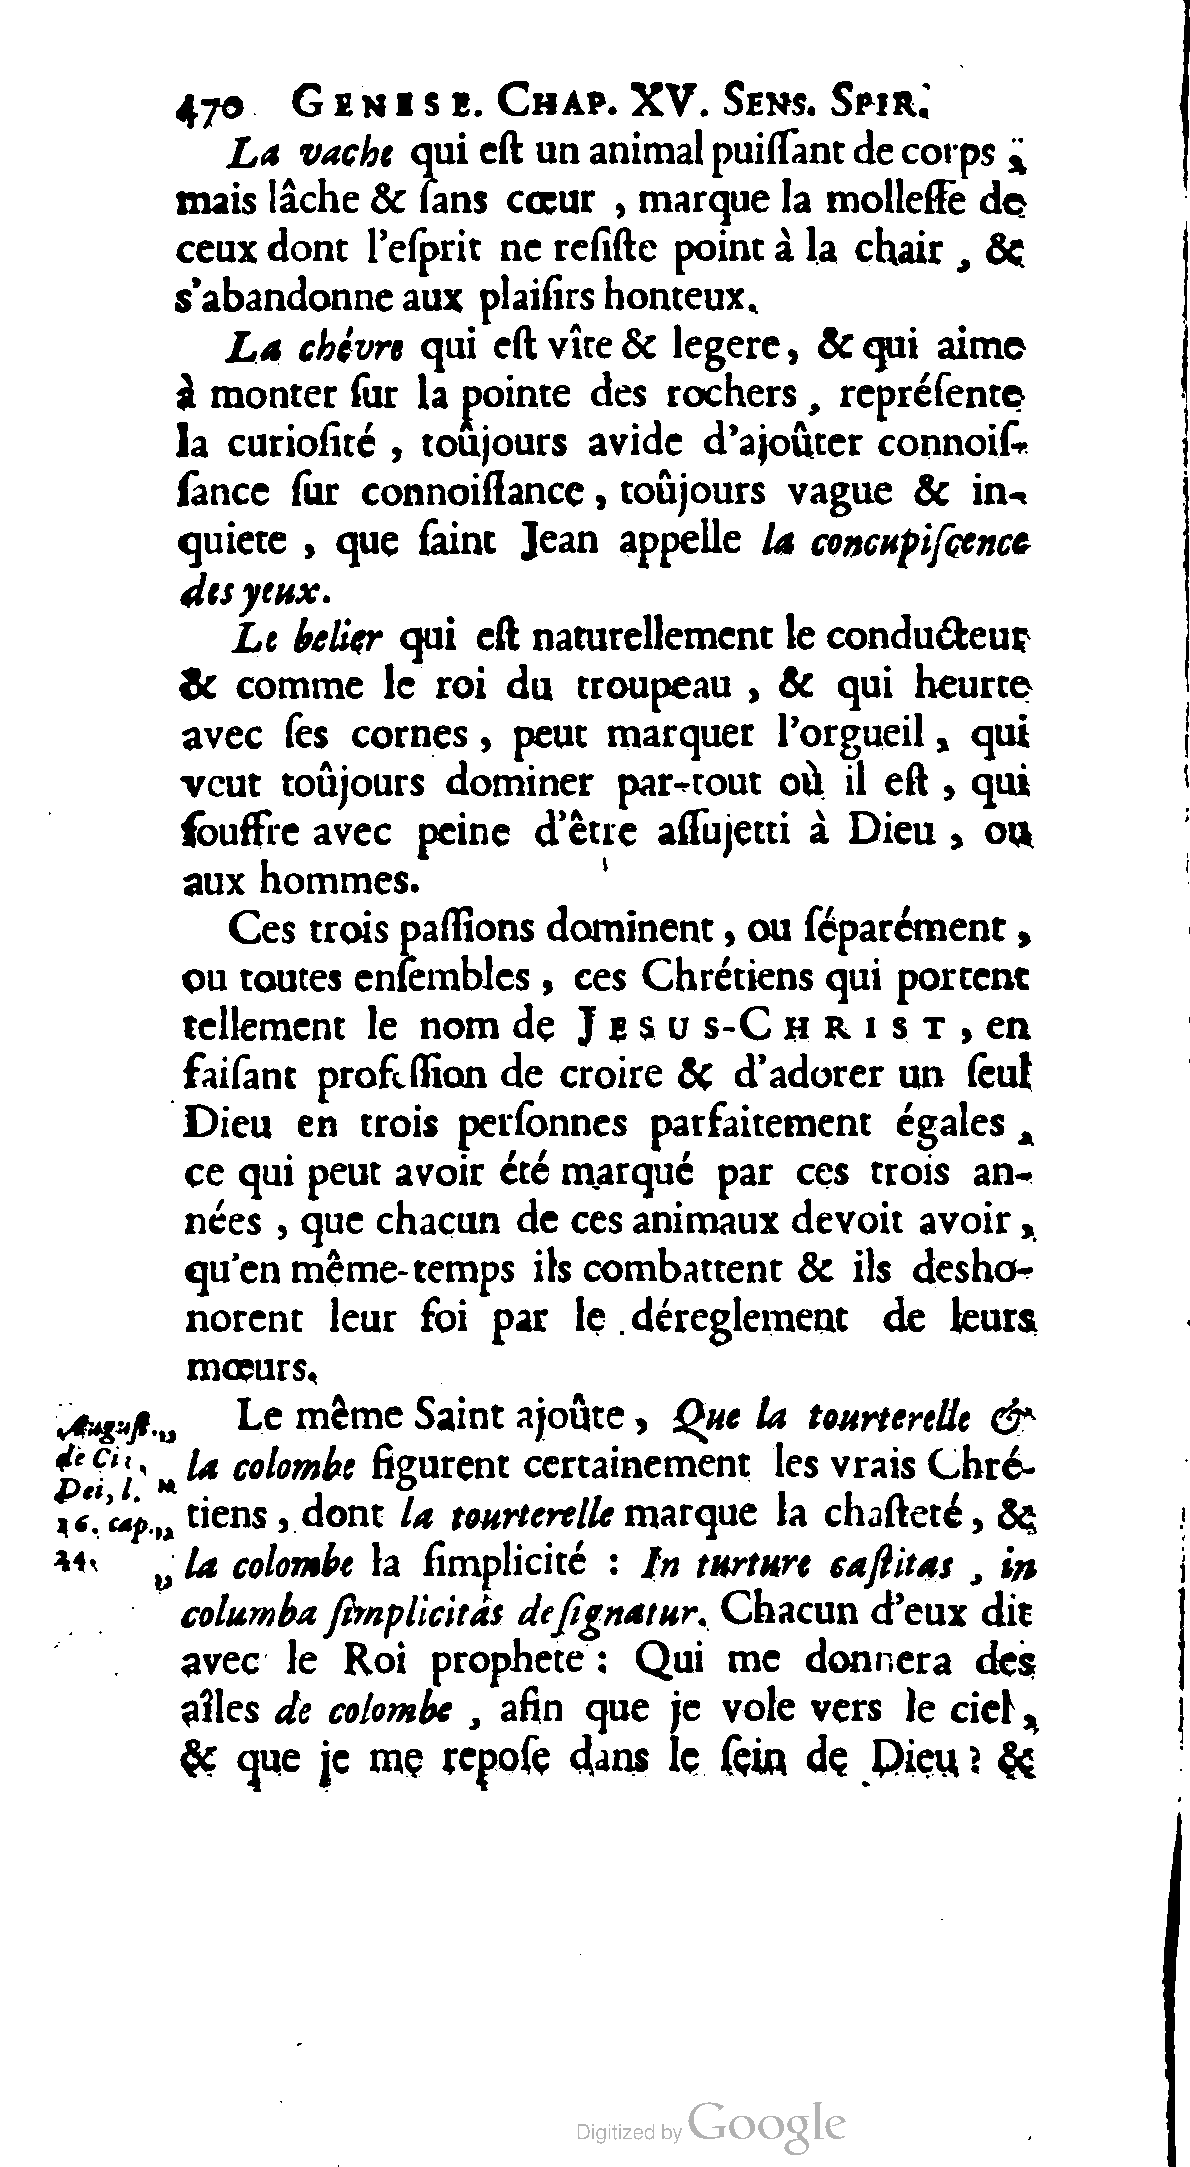 470 GENESE. CHAP. XV. SENS. SPIR.
La vache qui eſt un animal puiſſant de corps,
mais lâche & ſans cœur, marque la molleſſe de
ceux dont l'eſprit ne reſiſte point à la chair, &
s'abandonne aux plaiſirs honteux.
La chévre qui eſt vîte & legere, & qui aime
à monter ſur la pointe des rochers, repréſente
la curioſité, toûjours avide d'ajoûter connoiſ-
ſance ſur connoiſſance, toûjours vague & in-
quiete, que ſaint Jean appelle la concupiſcence
des yeux.
Le belier qui eſt naturellement le conducteur
& comme le roi du troupeau, & qui heurte
avec ſes cornes, peut marquer l'orgueil, qui
veut toûjours dominer par-tout où il eſt, qui
ſouffre avec peine d'être aſſujetti à Dieu, ou
aux hommes.
Ces trois paſſions dominent, ou ſéparément,
ou toutes enſembles, ces Chrétiens qui portent
tellement le nom de JESUS-CHRIST, en
faiſant profeſſion de croire & d'adorer un ſeul
Dieu en trois perſonnes parfaitement égales,
ce qui peut avoir été marqué par ces trois an-
nées, que chacun de ces animaux devoit avoir,
qu'en même-temps ils combattent & ils desho-
norent leur foi par le déreglement de leurs
mœurs.
Le même Saint ajoûte, Que la tourterelle &
la colombe figurent certainement les vrais Chré-
tiens, dont la tourterelle marque la chaſteté, &
la colombe la ſimplicité : In turture caſtitas, in
columba ſimplicitas deſignatur. Chacun d'eux dit
avec le Roi prophete : Qui me donnera des
aîles de colombe, afin que je vole vers le ciel,
& que je me repoſe dans le ſein de Dieu ? &
Auguſt. „
de Civ. „
Dei, l. „
16. cap. „
24. „
Digitized by Google